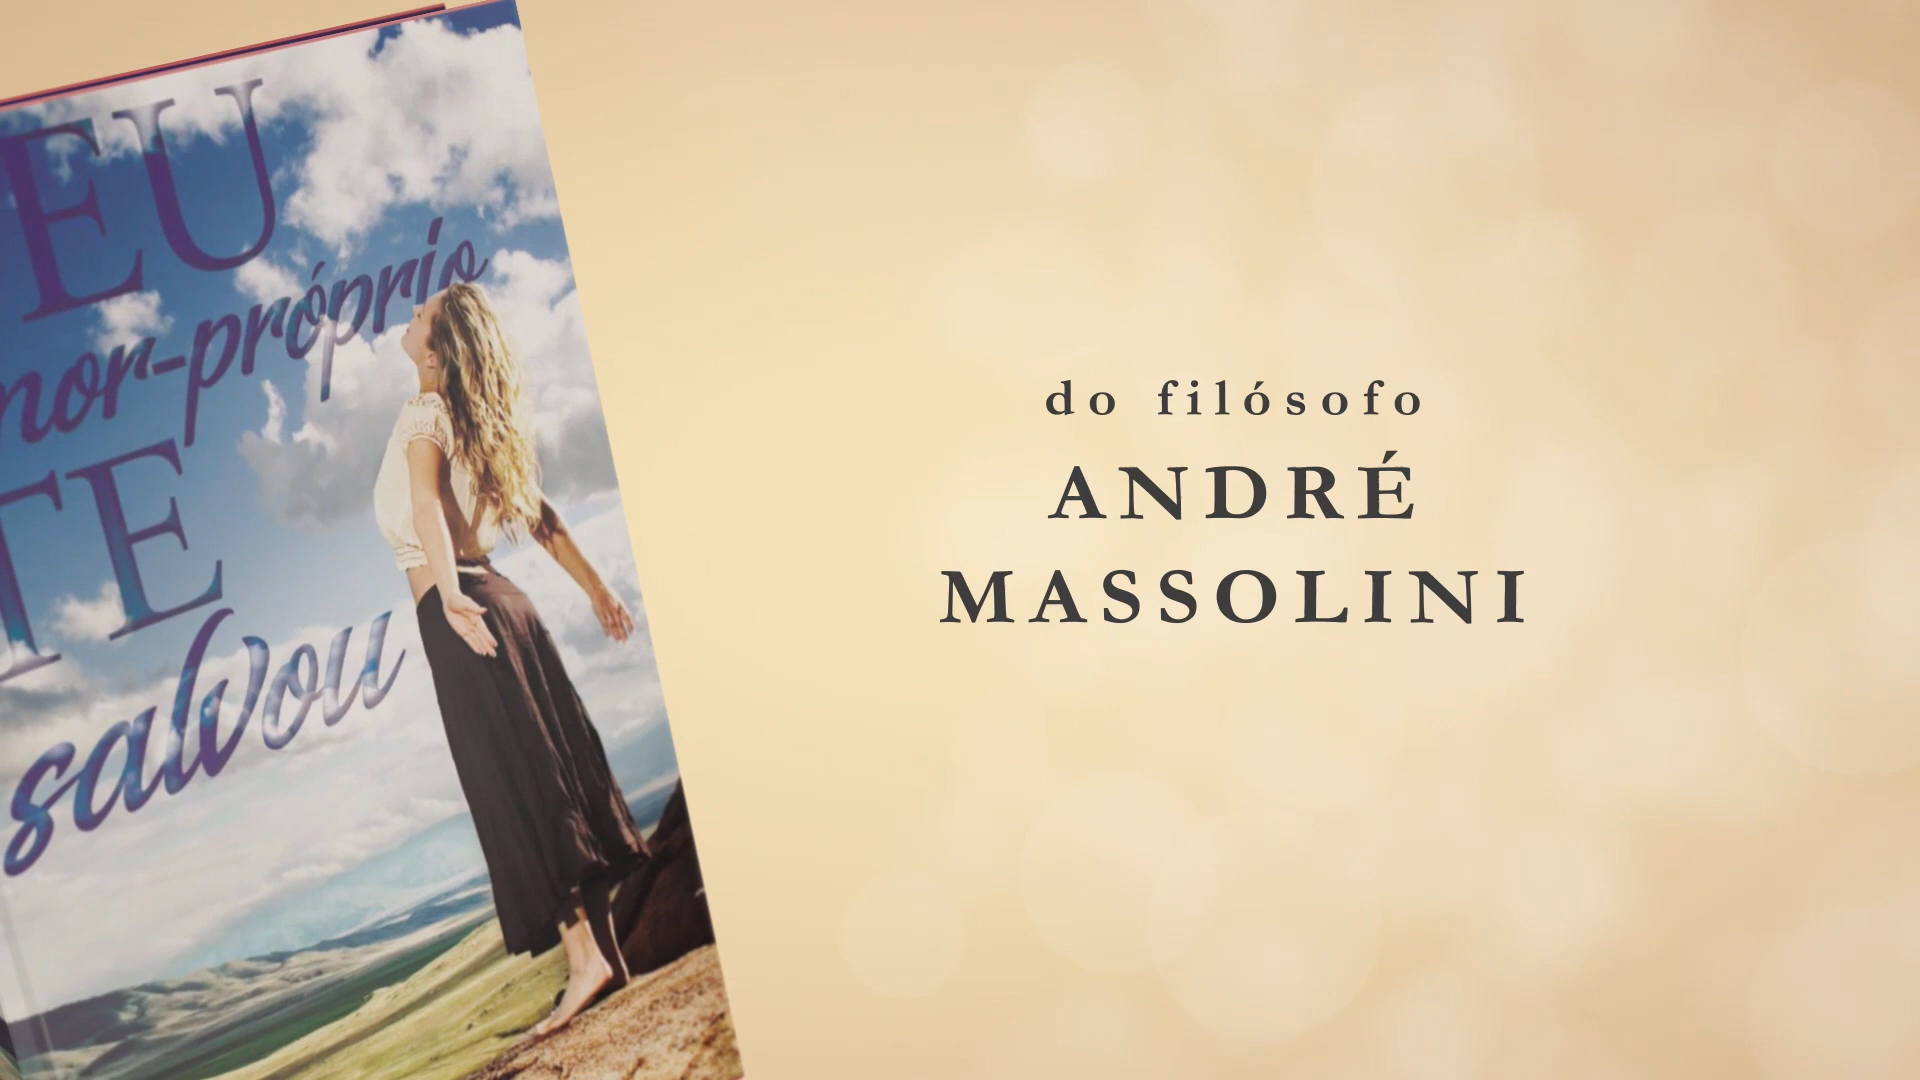 EU
mor-próprio
TE
salvou
do filósofo
ANDRÉ
MASSOLINI